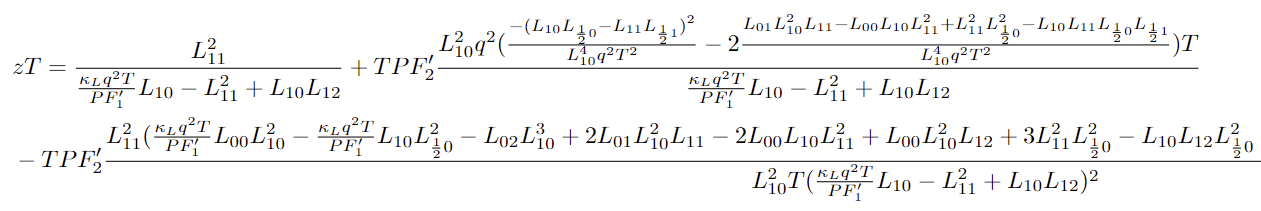 zT = \frac{L_{11}^2}{\frac{\kappa_L q^2 T}{PF_1'} L_{10} - L_{11}^2 + L_{10}L_{12}} + TPF_2' \frac{L_{10}^2 q^2 (\frac{-(L_{10}L_{\frac{1}{2}0} - L_{11}L_{\frac{1}{2}1})^2}{L_{10}^4 q^2 T^2} - 2\frac{L_{01}L_{10}^2 L_{11} - L_{00}L_{10}L_{11}^2 + L_{11}^2 L_{\frac{1}{2}0}^2 - L_{10}L_{11}L_{\frac{1}{2}0}L_{\frac{1}{2}1}}{L_{10}^4 q^2 T^2})T}{\frac{\kappa_L q^2 T}{PF_1'} L_{10} - L_{11}^2 + L_{10}L_{12}}
- TPF_2' \frac{L_{11}^2 (\frac{\kappa_L q^2 T}{PF_1'} L_{00}L_{10}^2 - \frac{\kappa_L q^2 T}{PF_1'} L_{10}L_{\frac{1}{2}0}^2 - L_{02}L_{10}^3 + 2L_{01}L_{10}^2 L_{11} - 2L_{00}L_{10}L_{11}^2 + L_{00}L_{10}^2 L_{12} + 3L_{11}^2 L_{\frac{1}{2}0}^2 - L_{10}L_{12}L_{\frac{1}{2}0}^2}{L_{10}^2 T (\frac{\kappa_L q^2 T}{PF_1'} L_{10} - L_{11}^2 + L_{10}L_{12})^2}